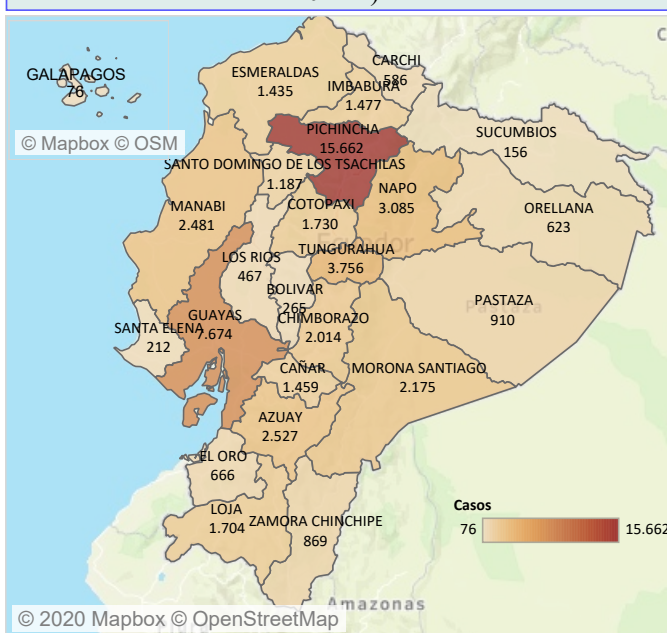 GALAPAGOS
76
© Mapbox © OSM
CARCHI
586
ESMERALDAS
1.435
IMBABURA
1.477
PICHINCHA
15.662
SUCUMBIOS
156
SANTO DOMINGO DE LOS TSACHILAS
1.187
NAPO
3.085
MANABI
2.481
COTOPAXI
1.730
ORELLANA
623
TUNGURAHUA
3.756
LOS RIOS
467
BOLIVAR
265
PASTAZA
910
Pastaza
GUAYAS
7.674
SANTA ELENA
212
CHIMBORAZO
2.014
CAÑAR
1.459
MORONA SANTIAGO
2.175
AZUAY
2.527
EL ORO
666
LOJA
1.704
ZAMORA CHINCHIPE
869
Casos
76
15.662
Amazonas
© 2020 Mapbox © OpenStreetMap